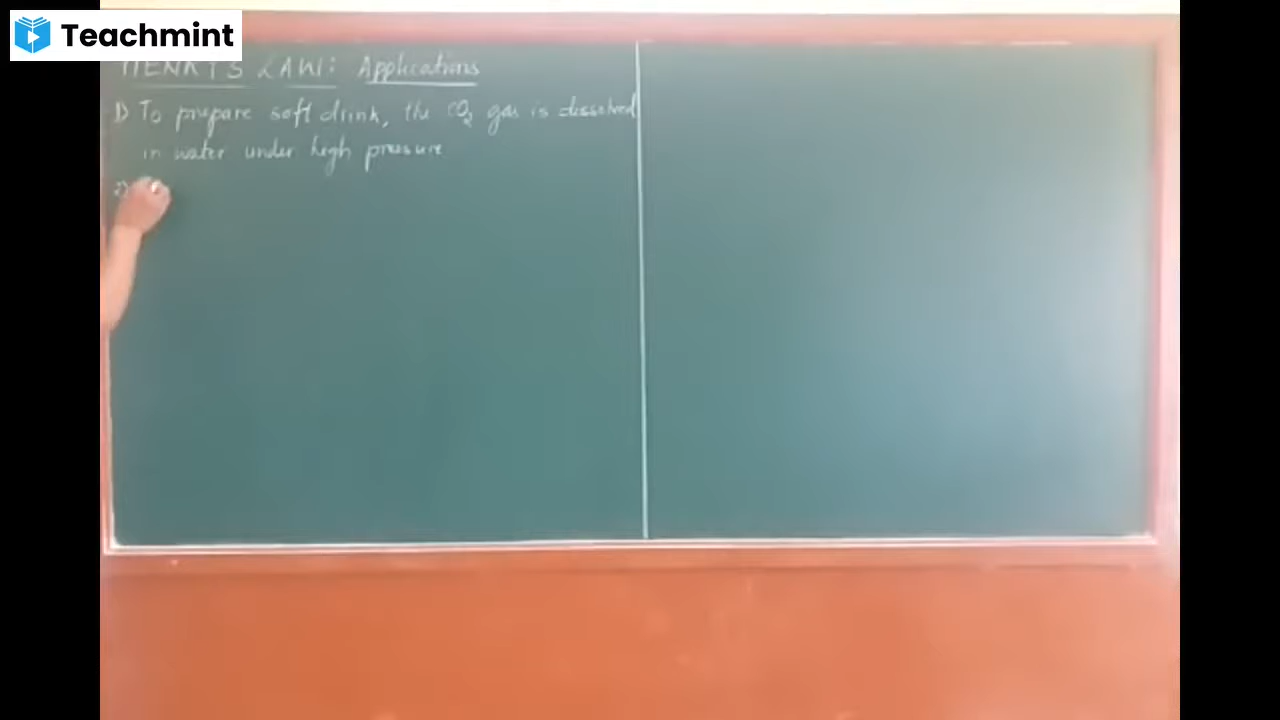 Teachmint
HENRY'S LAW: Applications
1) To prepare soft drink, the CO2 gas is dissolved
in water under high pressure
2)